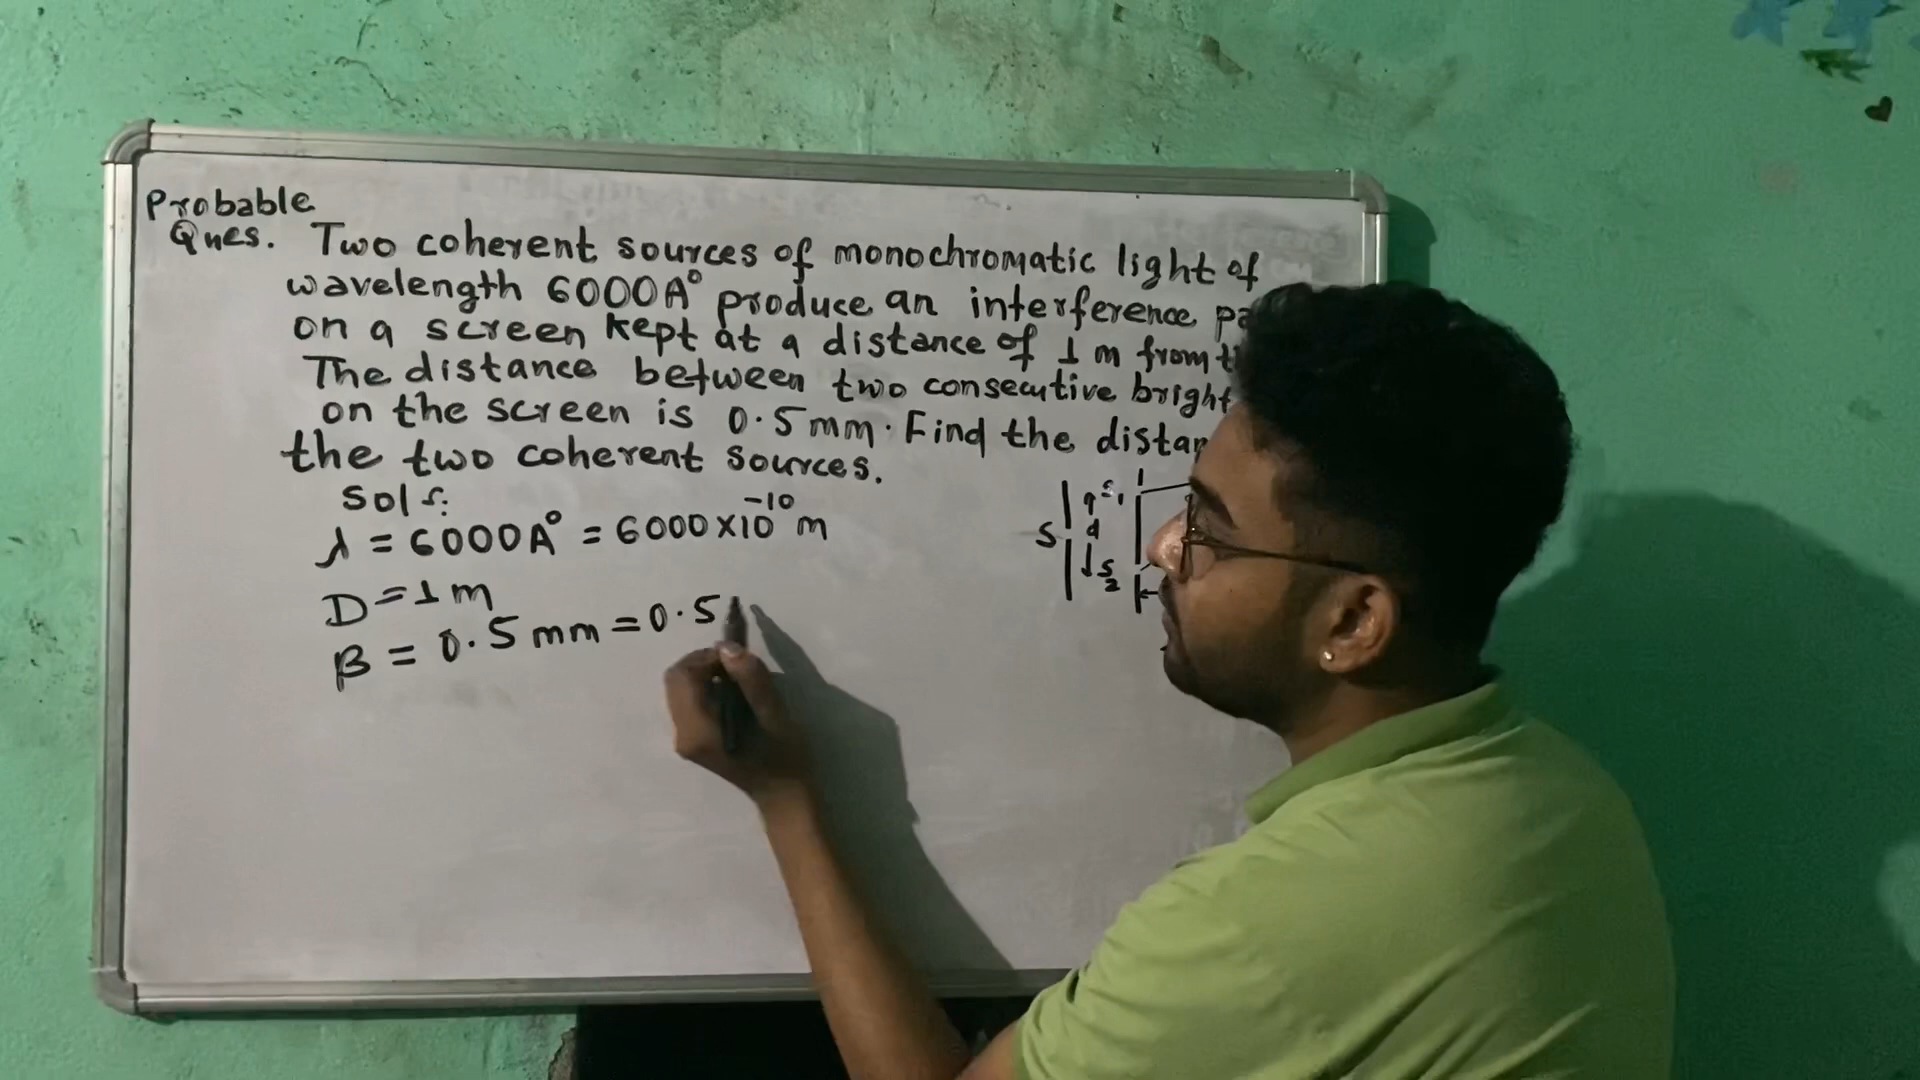 Probable
Ques. Two coherent sources of monochromatic light of
wavelength 6000A° produce an interference
on a screen kept at a distance of 1 m from
The distance between two consecutive bright
on the screen is 0.5mm. Find the
the two coherent sources.
λ = 6000A° = 6000×10⁻¹⁰ m
D = 1 m
β = 0.5 mm = 0.5
S
S₁
d
S₂